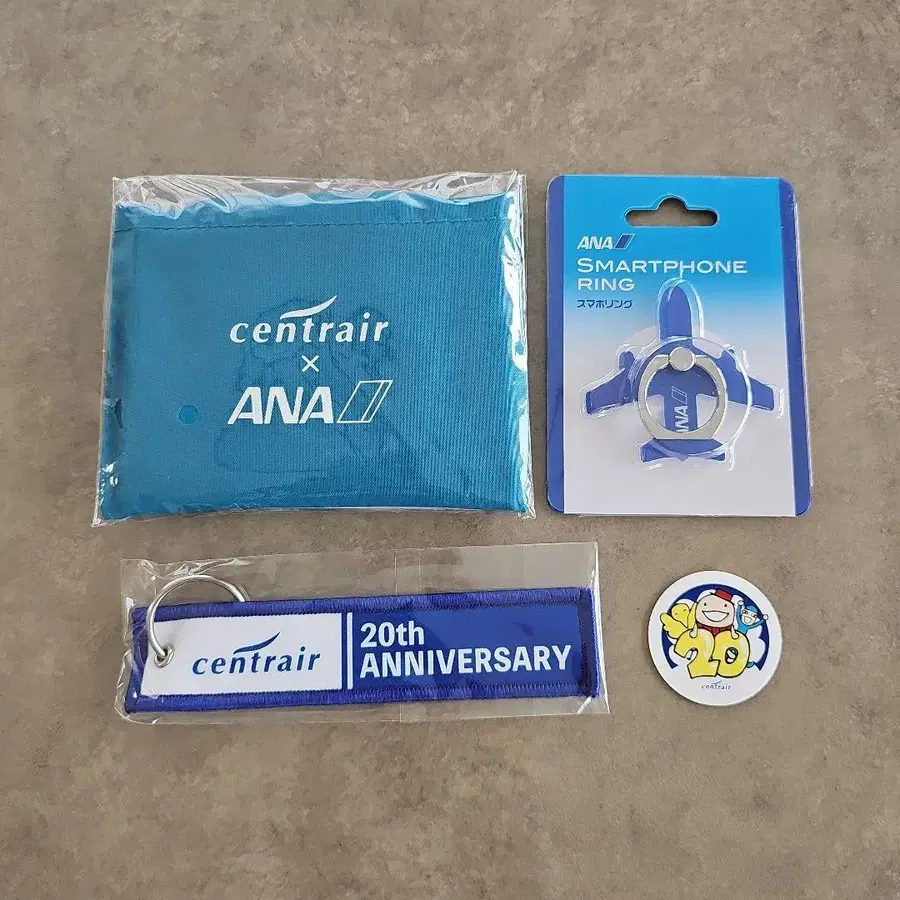 centrair
×
ANA
ANA
SMARTPHONE
RING
スマホリング
ANA
centrair
20th
ANNIVERSARY
20
centrair